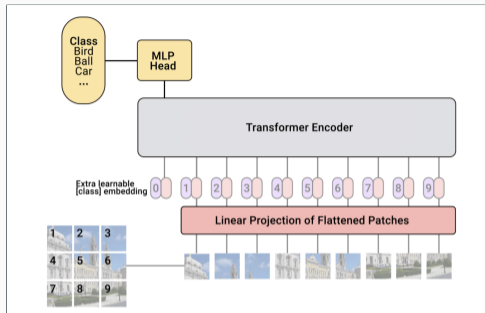 Class
Bird
Ball
Car
...
MLP
Head
Transformer Encoder
Extra learnable
[class] embedding
0 1 2 3 4 5 6 7 8 9
Linear Projection of Flattened Patches
1 2 3
4 5 6
7 8 9